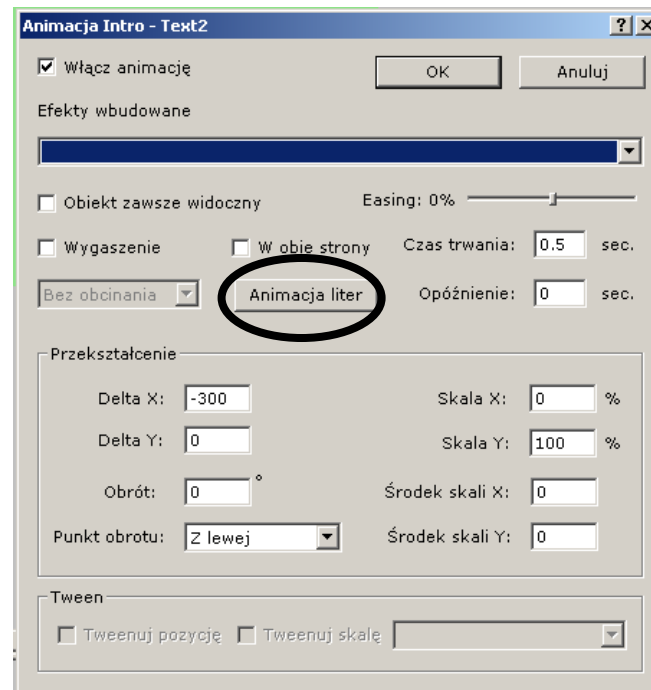 Animacja Intro - Text2
Włącz animację
OK
Anuluj
Efekty wbudowane
Obiekt zawsze widoczny
Easing: 0%
Wygaszenie
W obie strony
Czas trwania: 0.5 sec.
Bez obcinania
Animacja liter
Opóźnienie: 0 sec.
Przekształcenie
Delta X: -300
Skala X: 0 %
Delta Y: 0
Skala Y: 100 %
Obrót: 0 °
Środek skali X: 0
Punkt obrotu: Z lewej
Środek skali Y: 0
Tween
Tweenuj pozycję
Tweenuj skalę